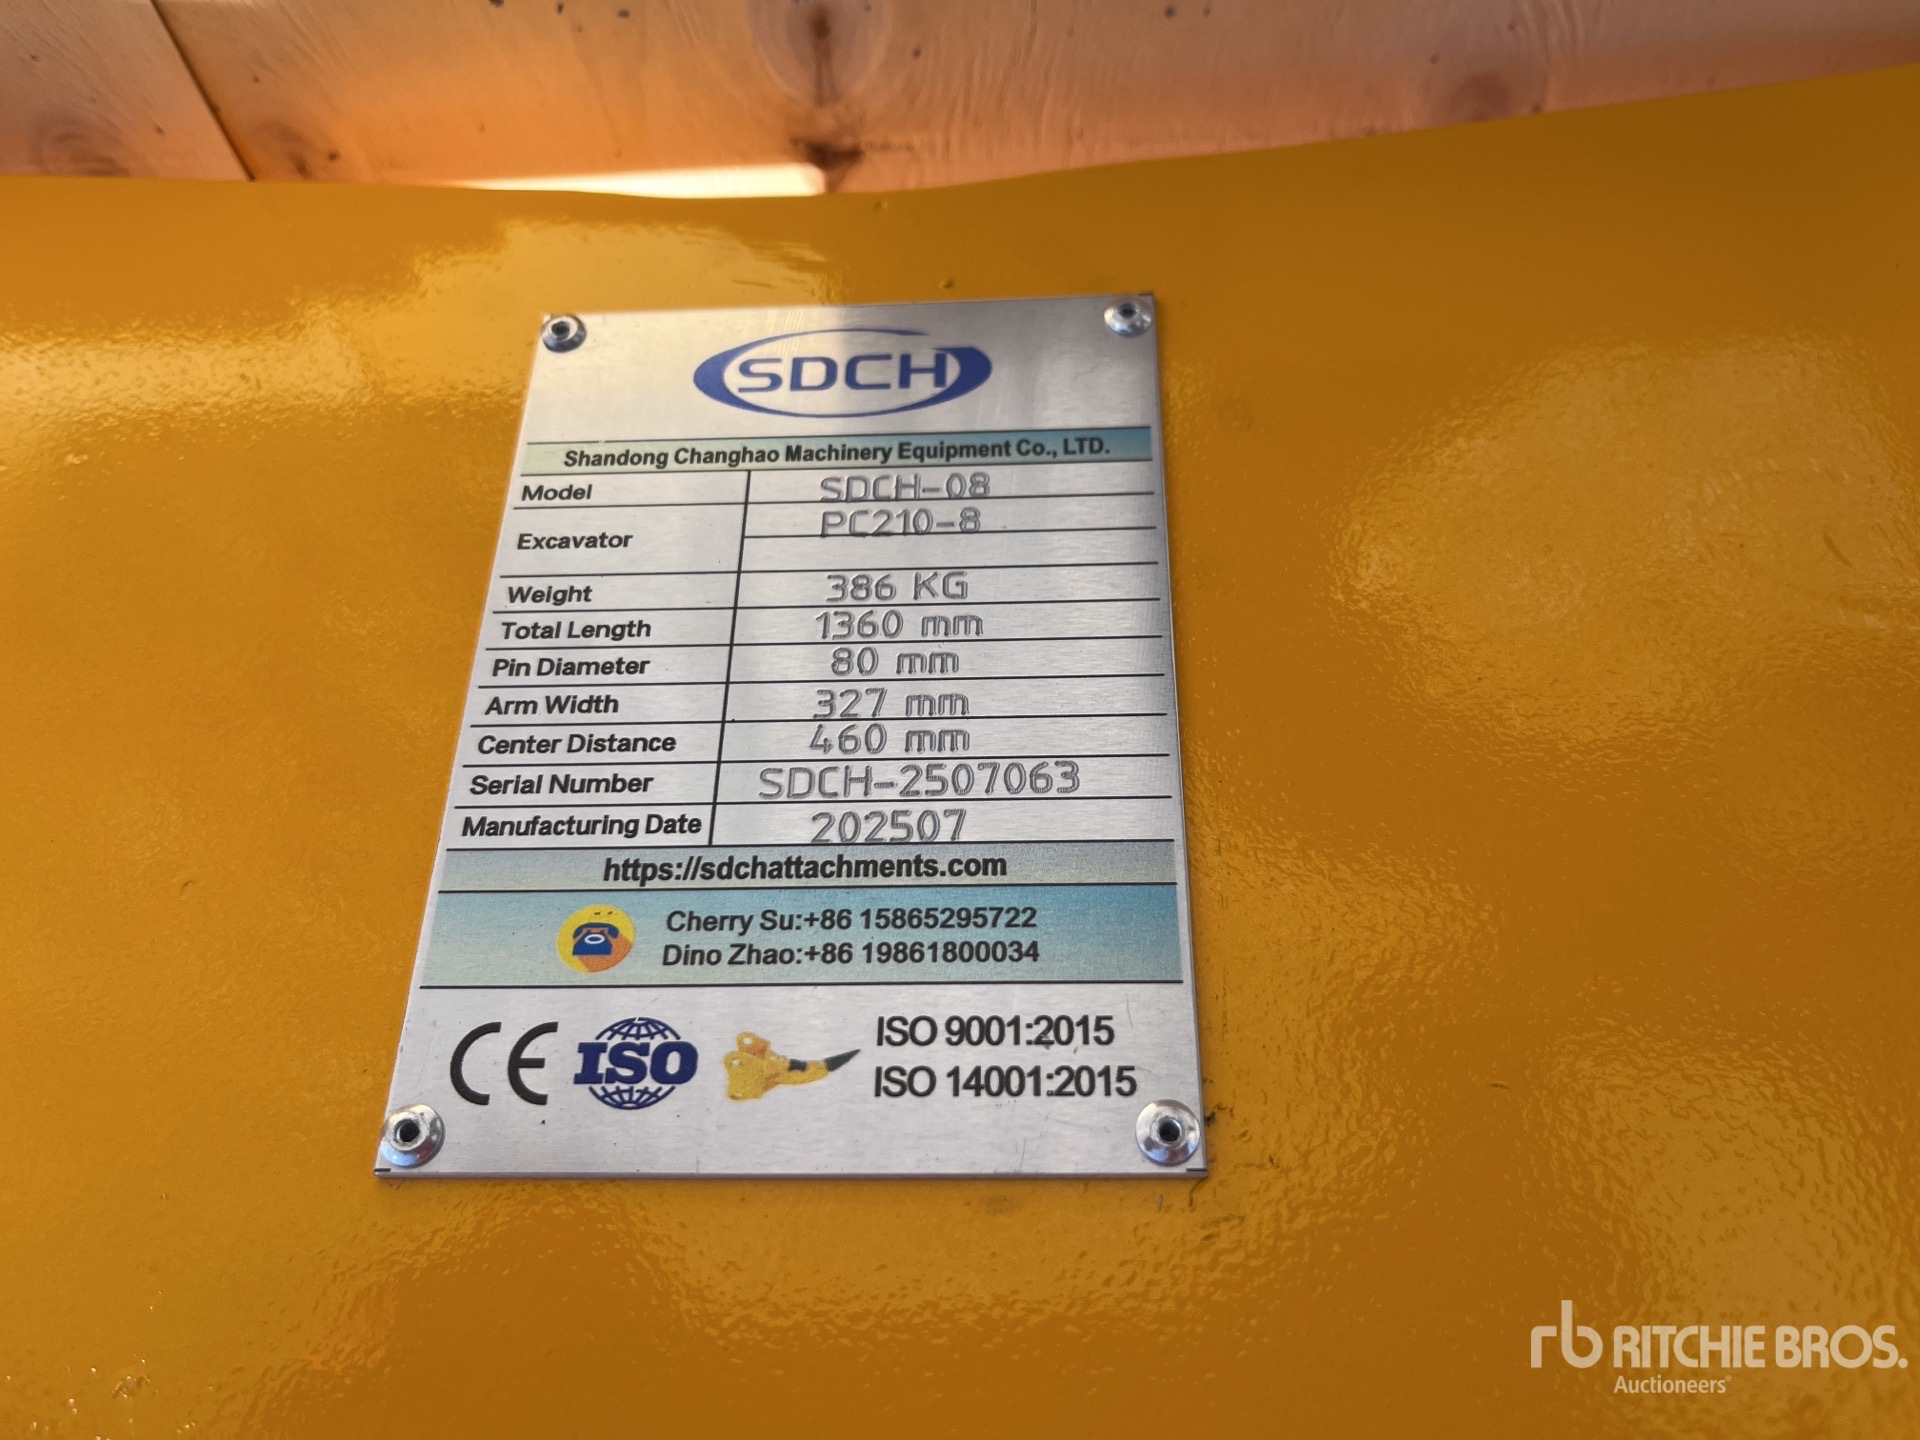 SDCH
Shandong Changhao Machinery Equipment Co., LTD.
Model SDCH-08
Excavator PC210-8
Weight 386 KG
Total Length 1360 mm
Pin Diameter 80 mm
Arm Width 327 mm
Center Distance 460 mm
Serial Number SDCH-2507063
Manufacturing Date 202507
https://sdchattachments.com
Cherry Su:+86 15865295722
Dino Zhao:+86 19861800034
CE ISO ISO 9001:2015
ISO 14001:2015
rb RITCHIE BROS.
Auctioneers